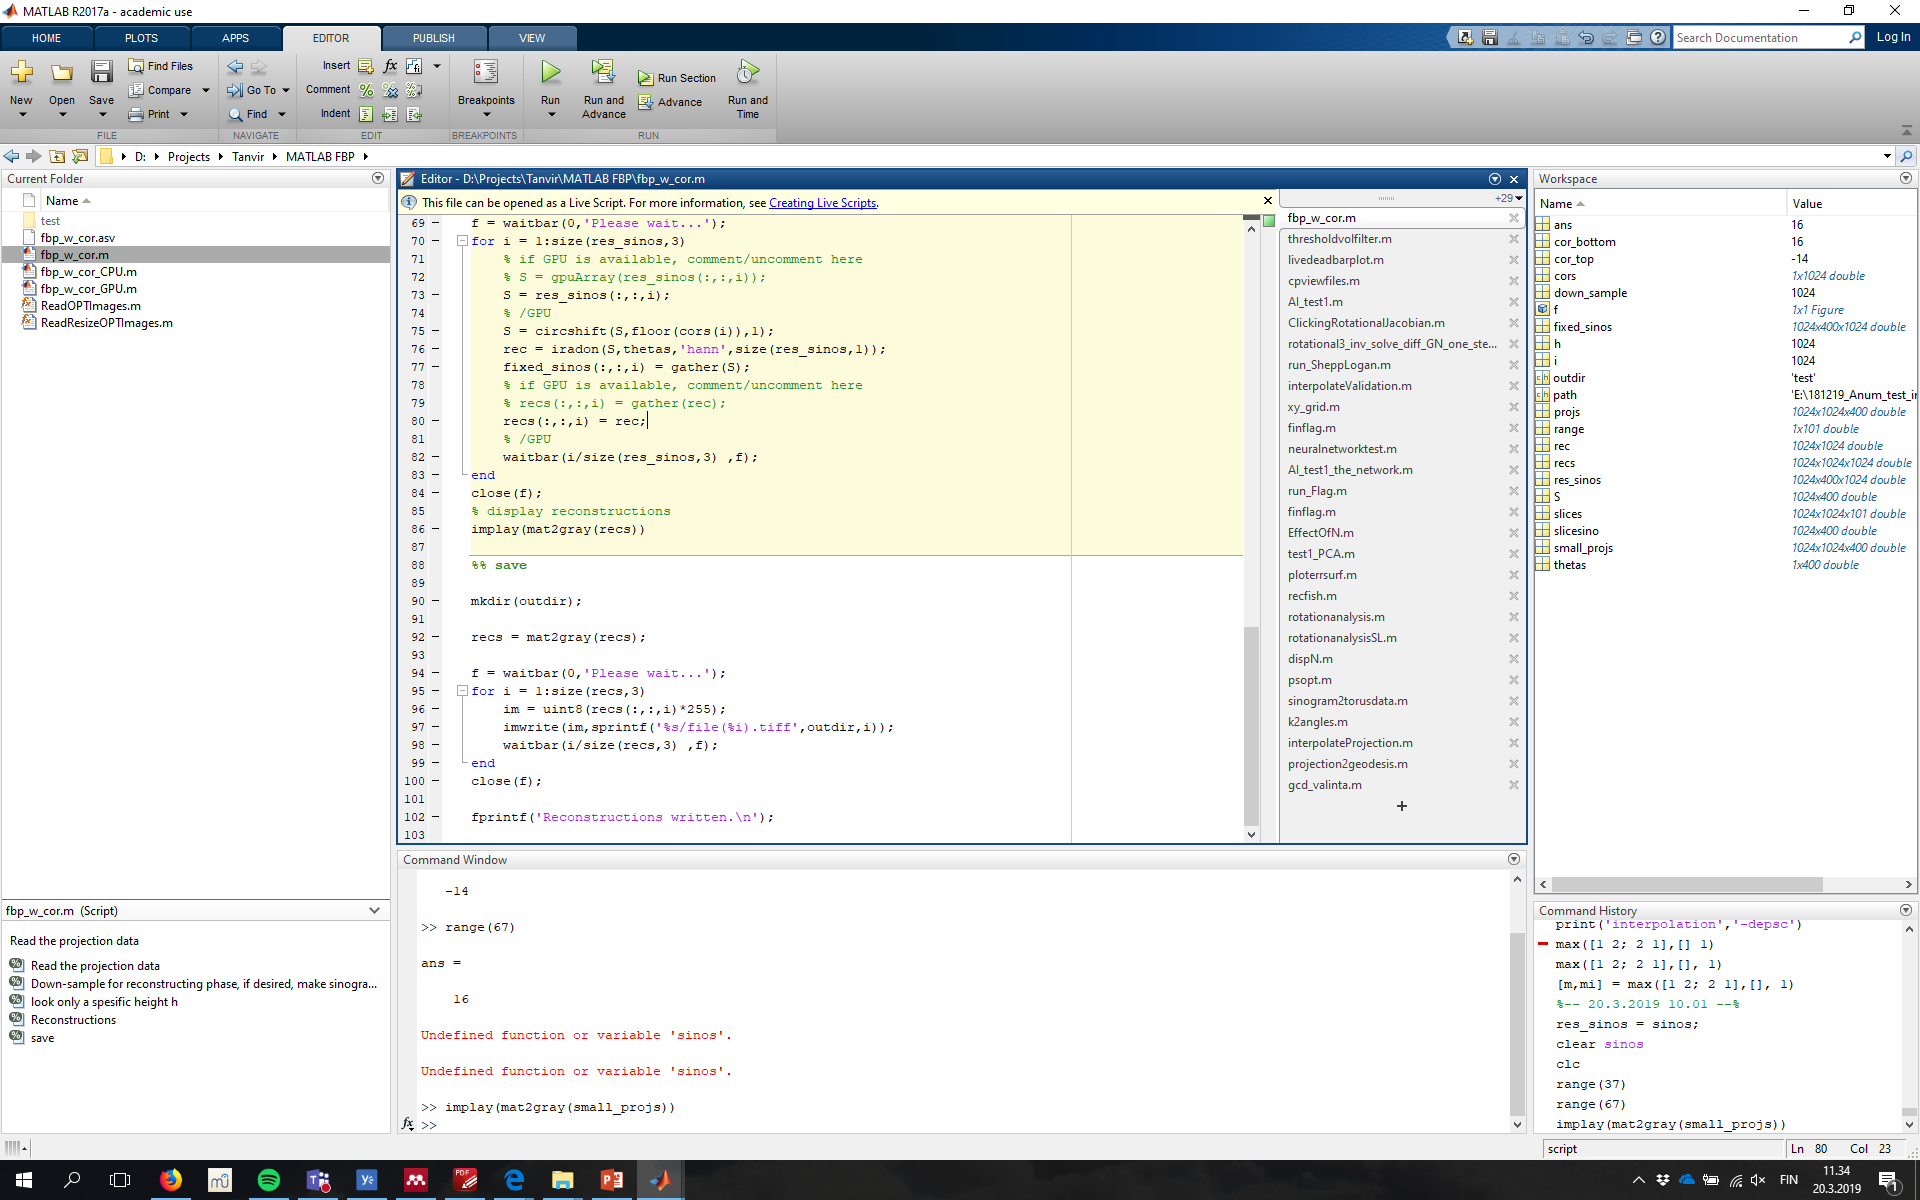 MATLAB R2017a - academic use
HOME PLOTS APPS EDITOR PUBLISH VIEW
Search Documentation
Log In
New
Open
Save
Find Files
Compare
Print
Go To
Find
Insert
Comment
Indent
fx
Breakpoints
Run
Run and Advance
Run Section
Advance
Run and Time
FILE NAVIGATE EDIT BREAKPOINTS RUN
D: Projects Tanvir MATLAB FBP
Current Folder
Name
test
fbp_w_cor.asv
fbp_w_cor.m
fbp_w_cor_CPU.m
fbp_w_cor_GPU.m
ReadOPTImages.m
ReadResizeOPTImages.m
fbp_w_cor.m (Script)
Read the projection data
Read the projection data
Down-sample for reconstructing phase, if desired, make sinogra...
look only a spesific height h
Reconstructions
save
Editor - D:\Projects\Tanvir\MATLAB FBP\fbp_w_cor.m
This file can be opened as a Live Script. For more information, see Creating Live Scripts.
69 f = waitbar(0,'Please wait...');
70 for i = 1:size(res_sinos,3)
71 % if GPU is available, comment/uncomment here
72 % S = gpuArray(res_sinos(:,:,i));
73 S = res_sinos(:,:,i);
74 % /GPU
75 S = circshift(S,floor(cors(i)),1);
76 rec = iradon(S,thetas,'hann',size(res_sinos,1));
77 fixed_sinos(:,:,i) = gather(S);
78 % if GPU is available, comment/uncomment here
79 % recs(:,:,i) = gather(rec);
80 recs(:,:,i) = rec;
81 % /GPU
82 waitbar(i/size(res_sinos,3) ,f);
83 end
84 close(f);
85 % display reconstructions
86 implay(mat2gray(recs))
87
88 %% save
89
90 mkdir(outdir);
91
92 recs = mat2gray(recs);
93
94 f = waitbar(0,'Please wait...');
95 for i = 1:size(recs,3)
96 im = uint8(recs(:,:,i)*255);
97 imwrite(im,sprintf('%s/file(%i).tiff',outdir,i));
98 waitbar(i/size(recs,3) ,f);
99 end
100 close(f);
101
102 fprintf('Reconstructions written.\n');
103
+29
fbp_w_cor.m
thresholdvolfilter.m
livedeadbarplot.m
cpviewfiles.m
AI_test1.m
ClickingRotationalJacobian.m
rotational3_inv_solve_diff_GN_one_ste...
run_SheppLogan.m
interpolateValidation.m
xy_grid.m
finflag.m
neuralnetworktest.m
AI_test1_the_network.m
run_Flag.m
finflag.m
EffectOfN.m
test1_PCA.m
ploterrsurf.m
recfish.m
rotationanalysis.m
rotationanalysisSL.m
dispN.m
psopt.m
sinogram2torusdata.m
k2angles.m
interpolateProjection.m
projection2geodesis.m
gcd_valinta.m
Command Window
-14
>> range(67)
ans =
16
Undefined function or variable 'sinos'.
Undefined function or variable 'sinos'.
>> implay(mat2gray(small_projs))
fx >>
Workspace
Name Value
ans 16
cor_bottom 16
cor_top -14
cors 1x1024 double
down_sample 1024
f 1x1 Figure
fixed_sinos 1024x400x1024 double
h 1024
i 1024
outdir 'test'
path 'E:\181219_Anum_test_ir
projs 1024x1024x400 double
range 1x101 double
rec 1024x1024 double
recs 1024x1024x1024 double
res_sinos 1024x400x1024 double
S 1024x400 double
slices 1024x1024x101 double
slicesino 1024x400 double
small_projs 1024x1024x400 double
thetas 1x400 double
Command History
print('interpolation','-depsc')
max([1 2; 2 1],[] 1)
max([1 2; 2 1],[], 1)
[m,mi] = max([1 2; 2 1],[], 1)
%-- 20.3.2019 10.01 --%
res_sinos = sinos;
clear sinos
clc
range(37)
range(67)
implay(mat2gray(small_projs))
script Ln 80 Col 23
FIN
11.34
20.3.2019